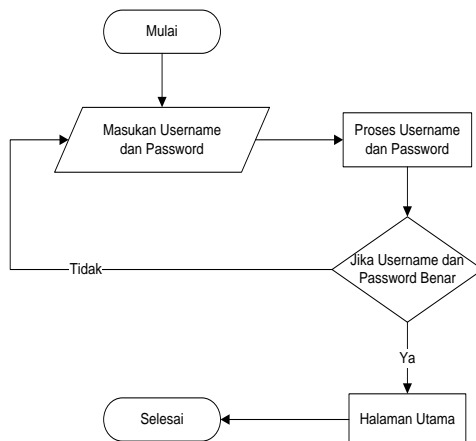 Mulai
Masukan Username
dan Password
Proses Username
dan Password
Jika Username dan
Password Benar
Tidak
Ya
Halaman Utama
Selesai